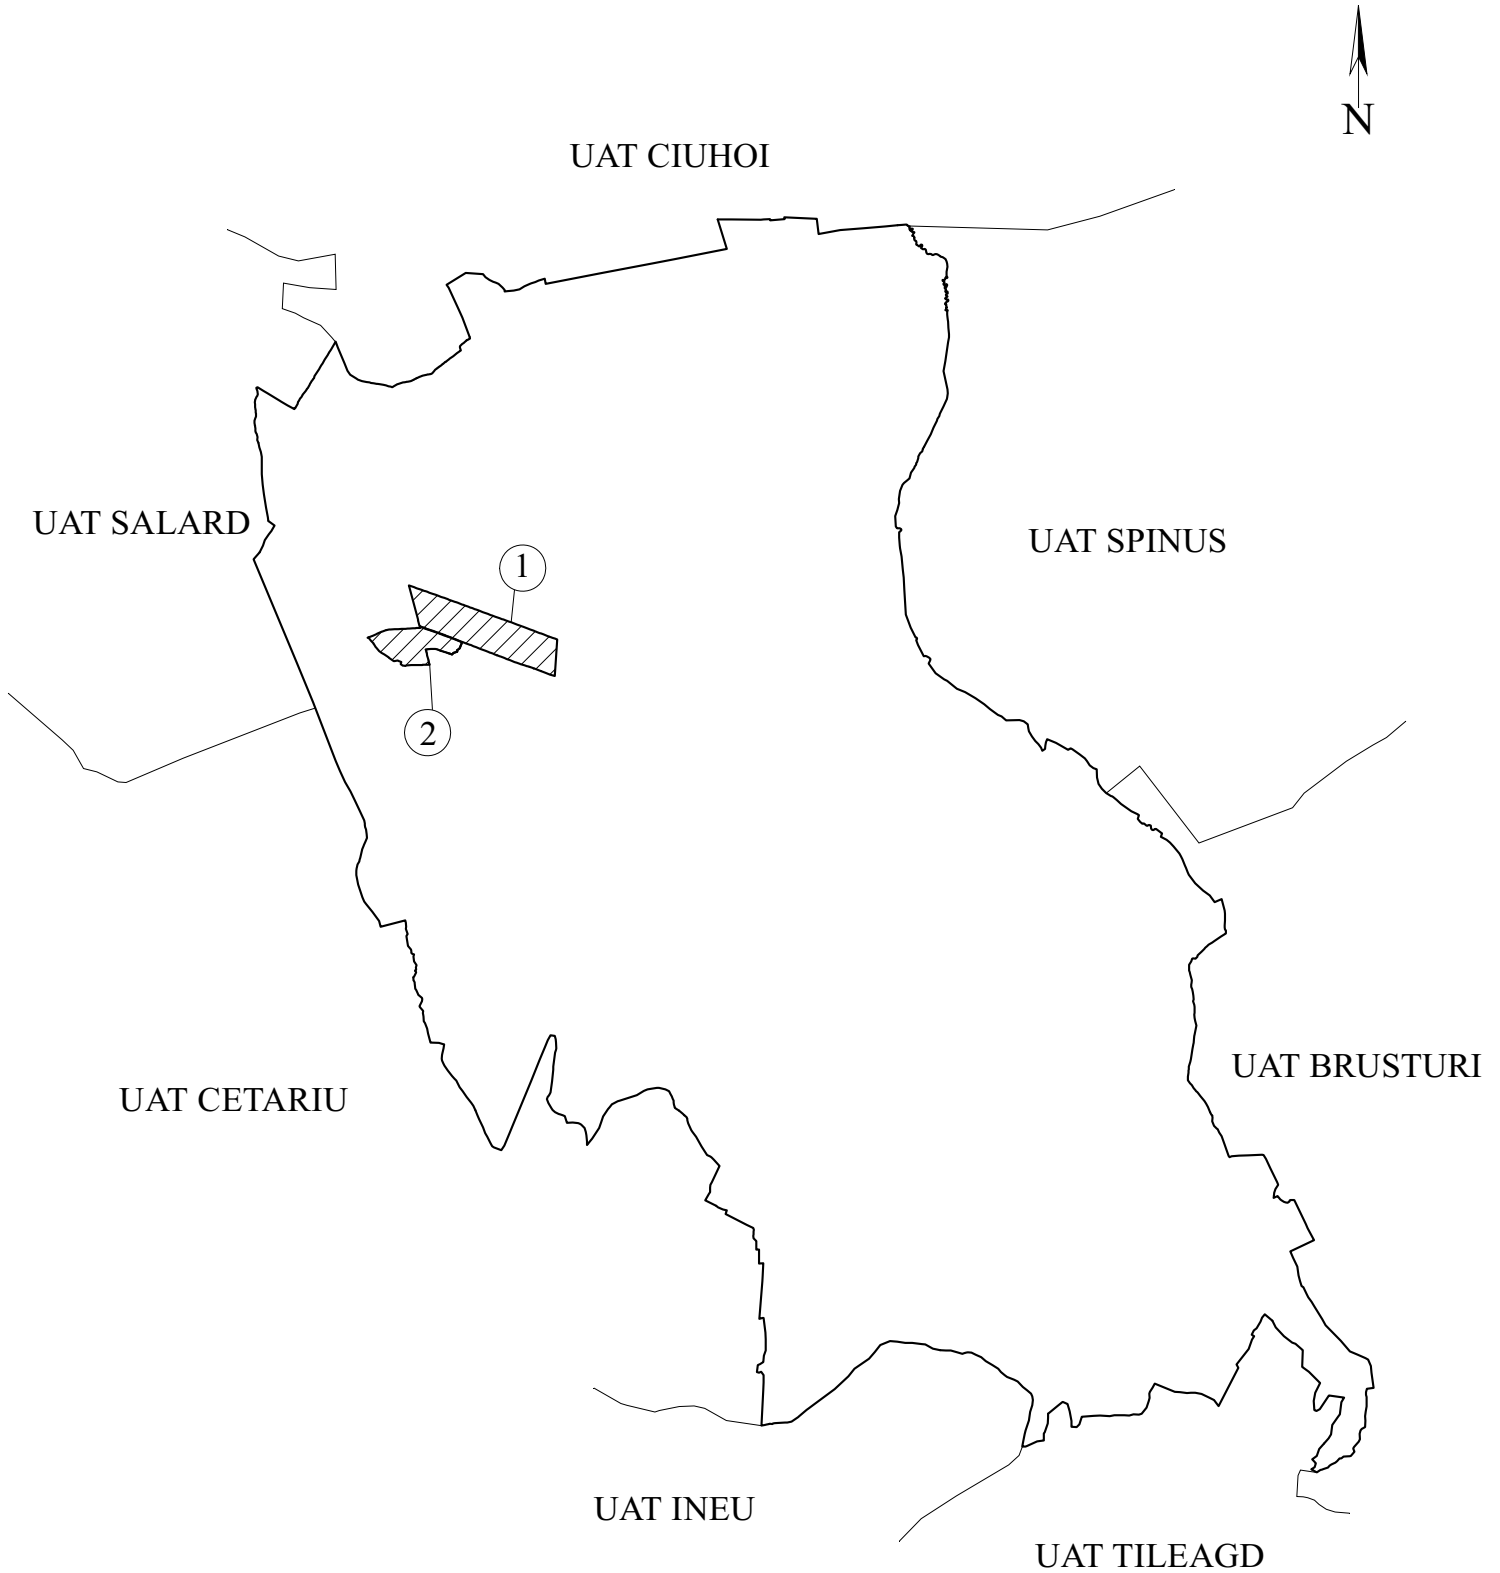 N
UAT CIUHOI
UAT SALARD
UAT SPINUS
1
2
UAT BRUSTURI
UAT CETARIU
UAT INEU
UAT TILEAGD